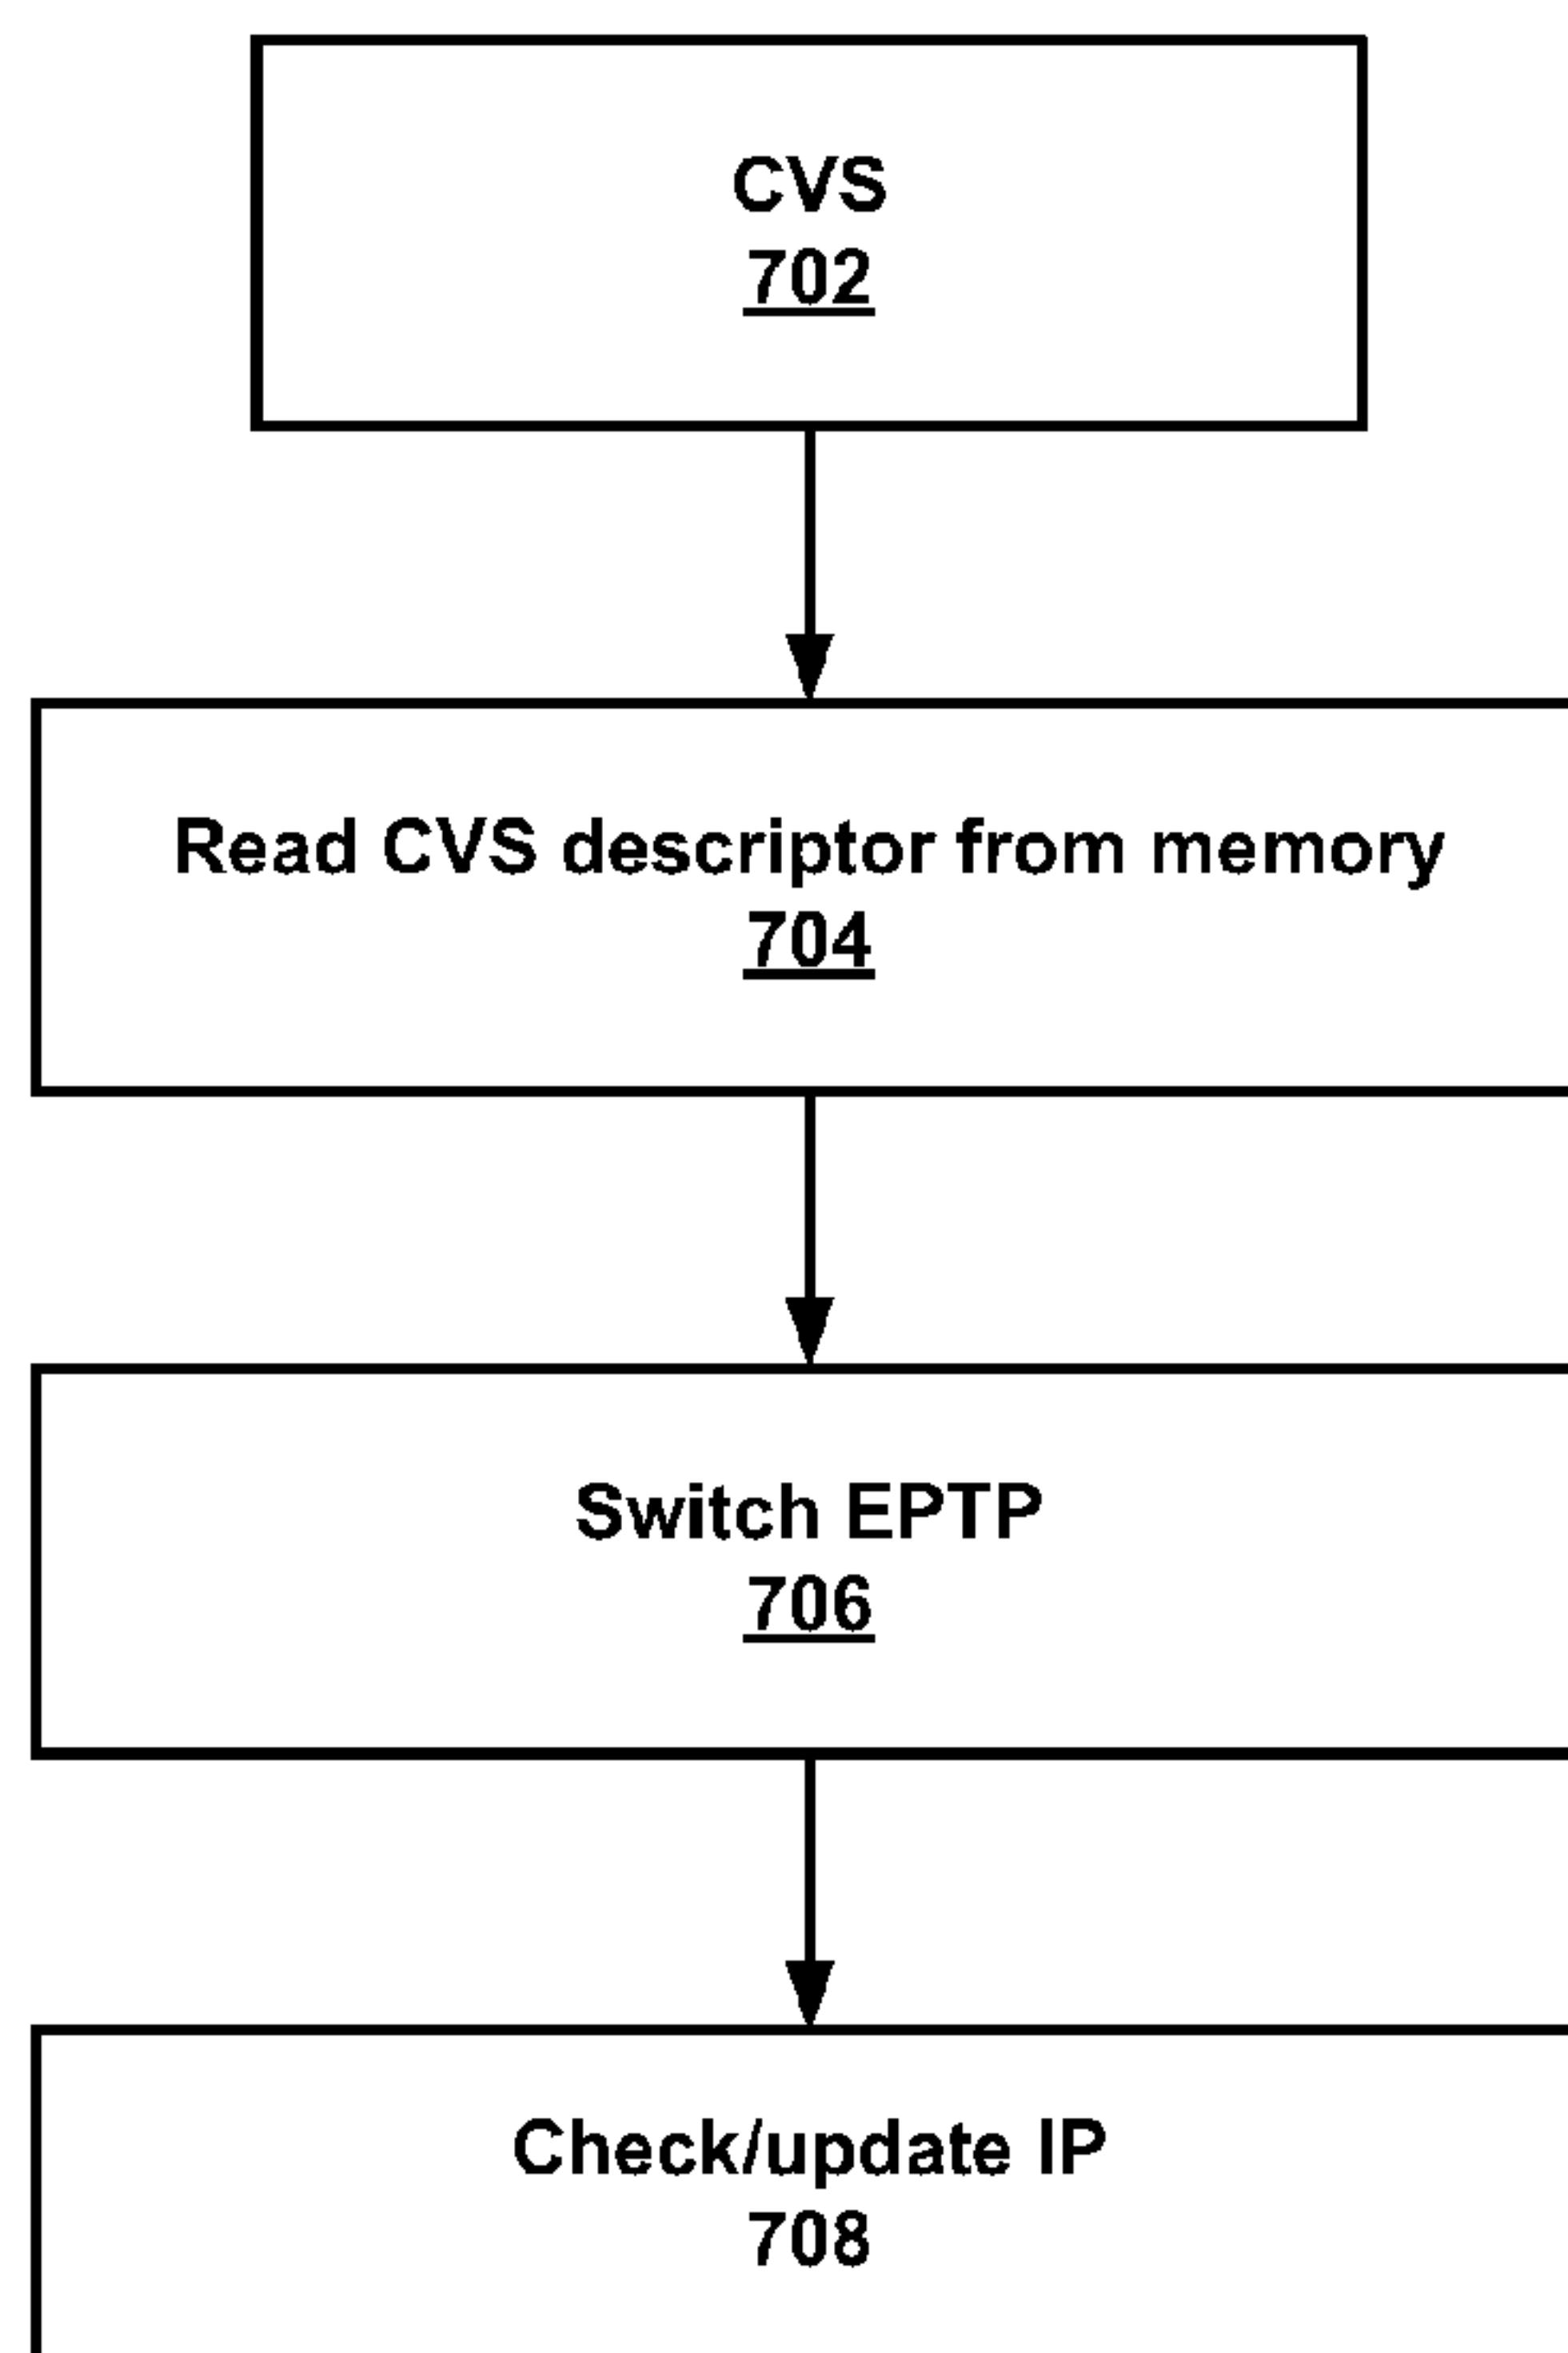 CVS
702
Read CVS descriptor from memory
704
Switch EPTP
706
Check/update IP
708